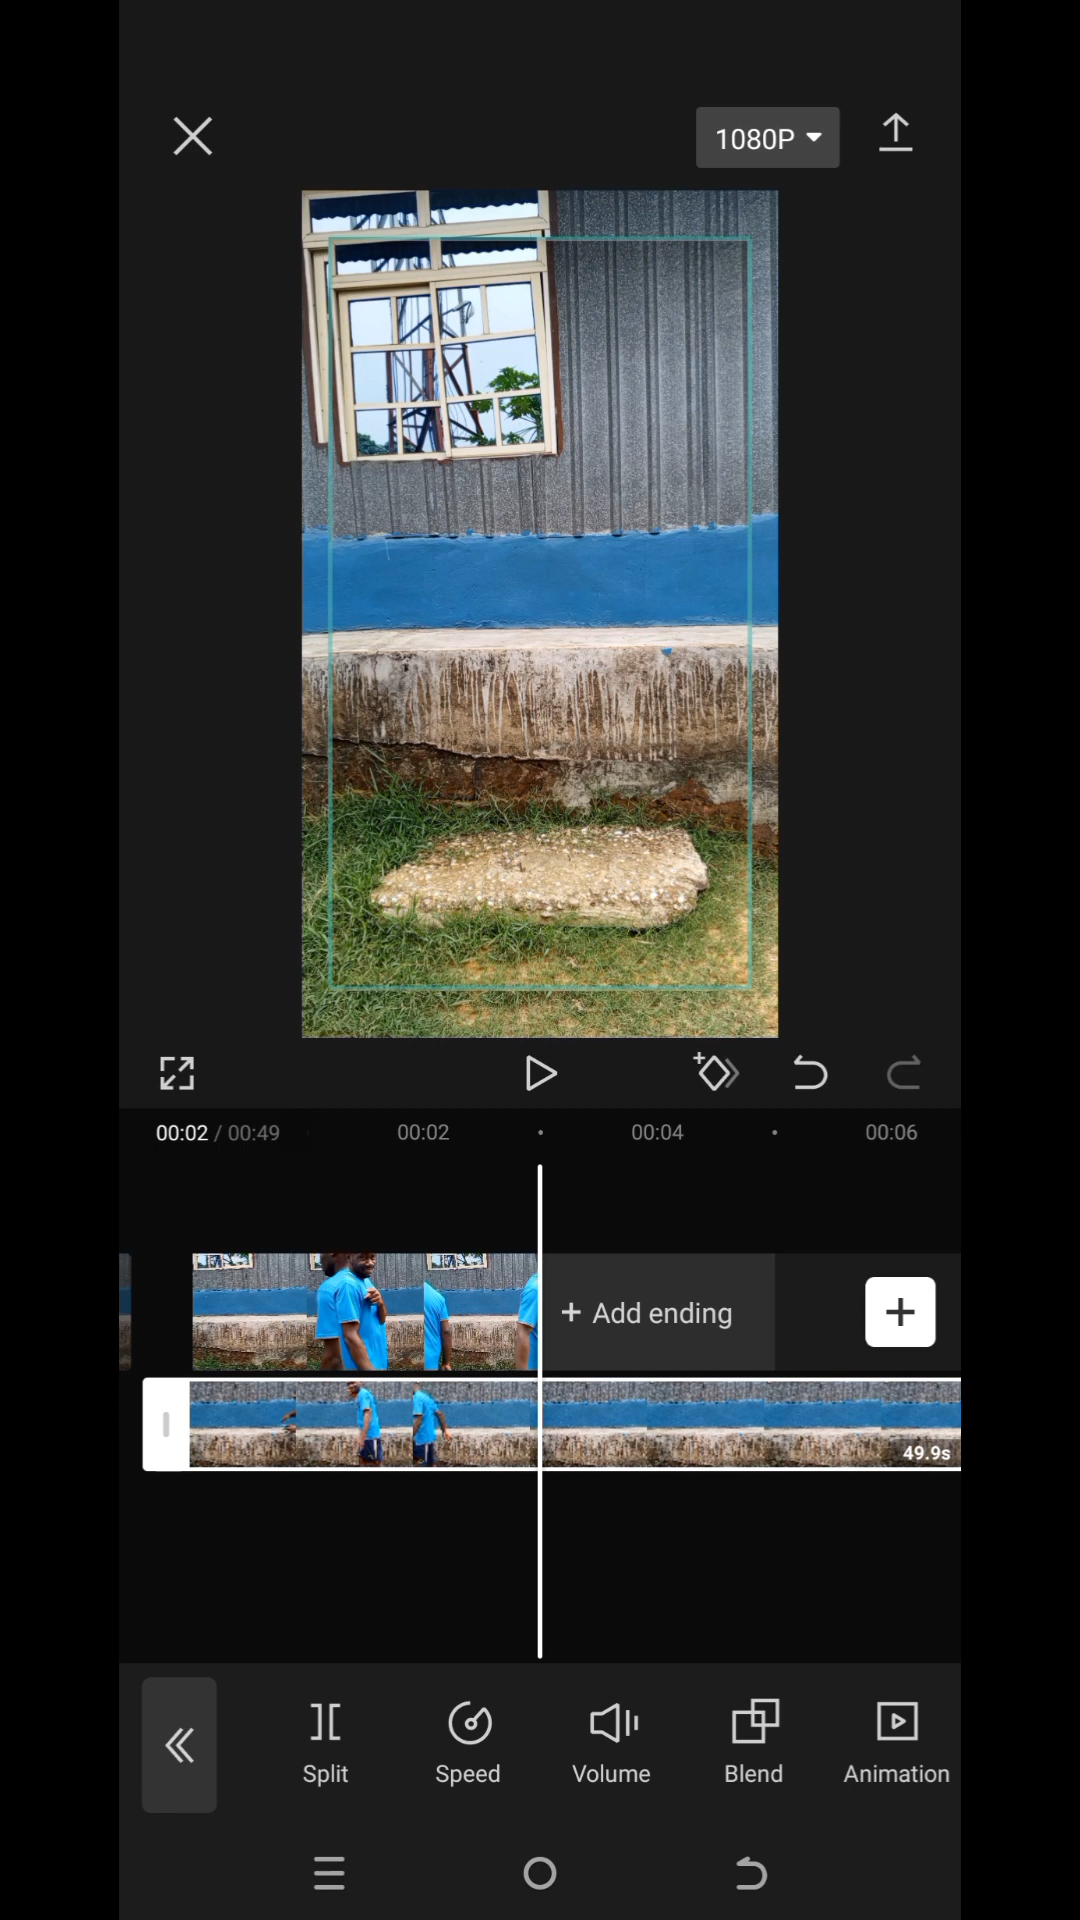 1080P
00:02 / 00:49
00:02
00:04
00:06
+ Add ending
49.9s
Split
Speed
Volume
Blend
Animation